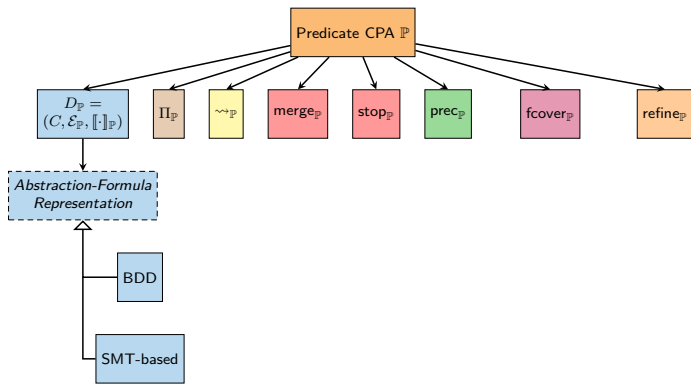 Predicate CPA ℙ
D_ℙ =
(C, ℰ_ℙ, ⟦·⟧_ℙ)
Π_ℙ
⇝_ℙ
merge_ℙ
stop_ℙ
prec_ℙ
fcover_ℙ
refine_ℙ
Abstraction-Formula
Representation
BDD
SMT-based